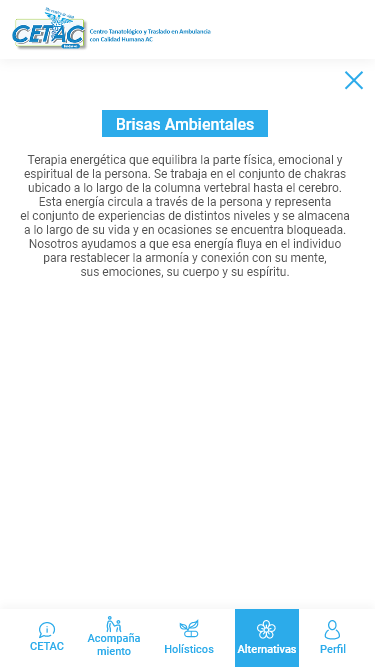 CETAC
Centro Tanatológico y Traslado en Ambulancia
con Calidad Humana AC
Brisas Ambientales
Terapia energética que equilibra la parte física, emocional y
espiritual de la persona. Se trabaja en el conjunto de chakras
ubicado a lo largo de la columna vertebral hasta el cerebro.
Esta energía circula a través de la persona y representa
el conjunto de experiencias de distintos niveles y se almacena
a lo largo de su vida y en ocasiones se encuentra bloqueada.
Nosotros ayudamos a que esa energía fluya en el individuo
para restablecer la armonía y conexión con su mente,
sus emociones, su cuerpo y su espíritu.
CETAC
Acompaña
miento
Holísticos
Alternativas
Perfil